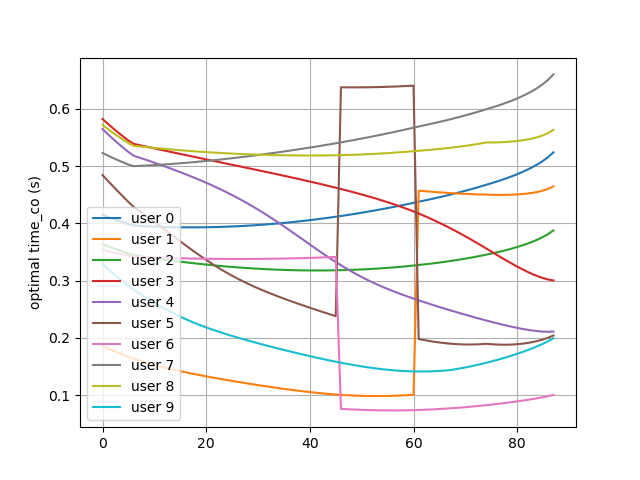 optimal time_co (s)
0.6
0.5
0.4
0.3
0.2
0.1
user 0
user 1
user 2
user 3
user 4
user 5
user 6
user 7
user 8
user 9
0 20 40 60 80